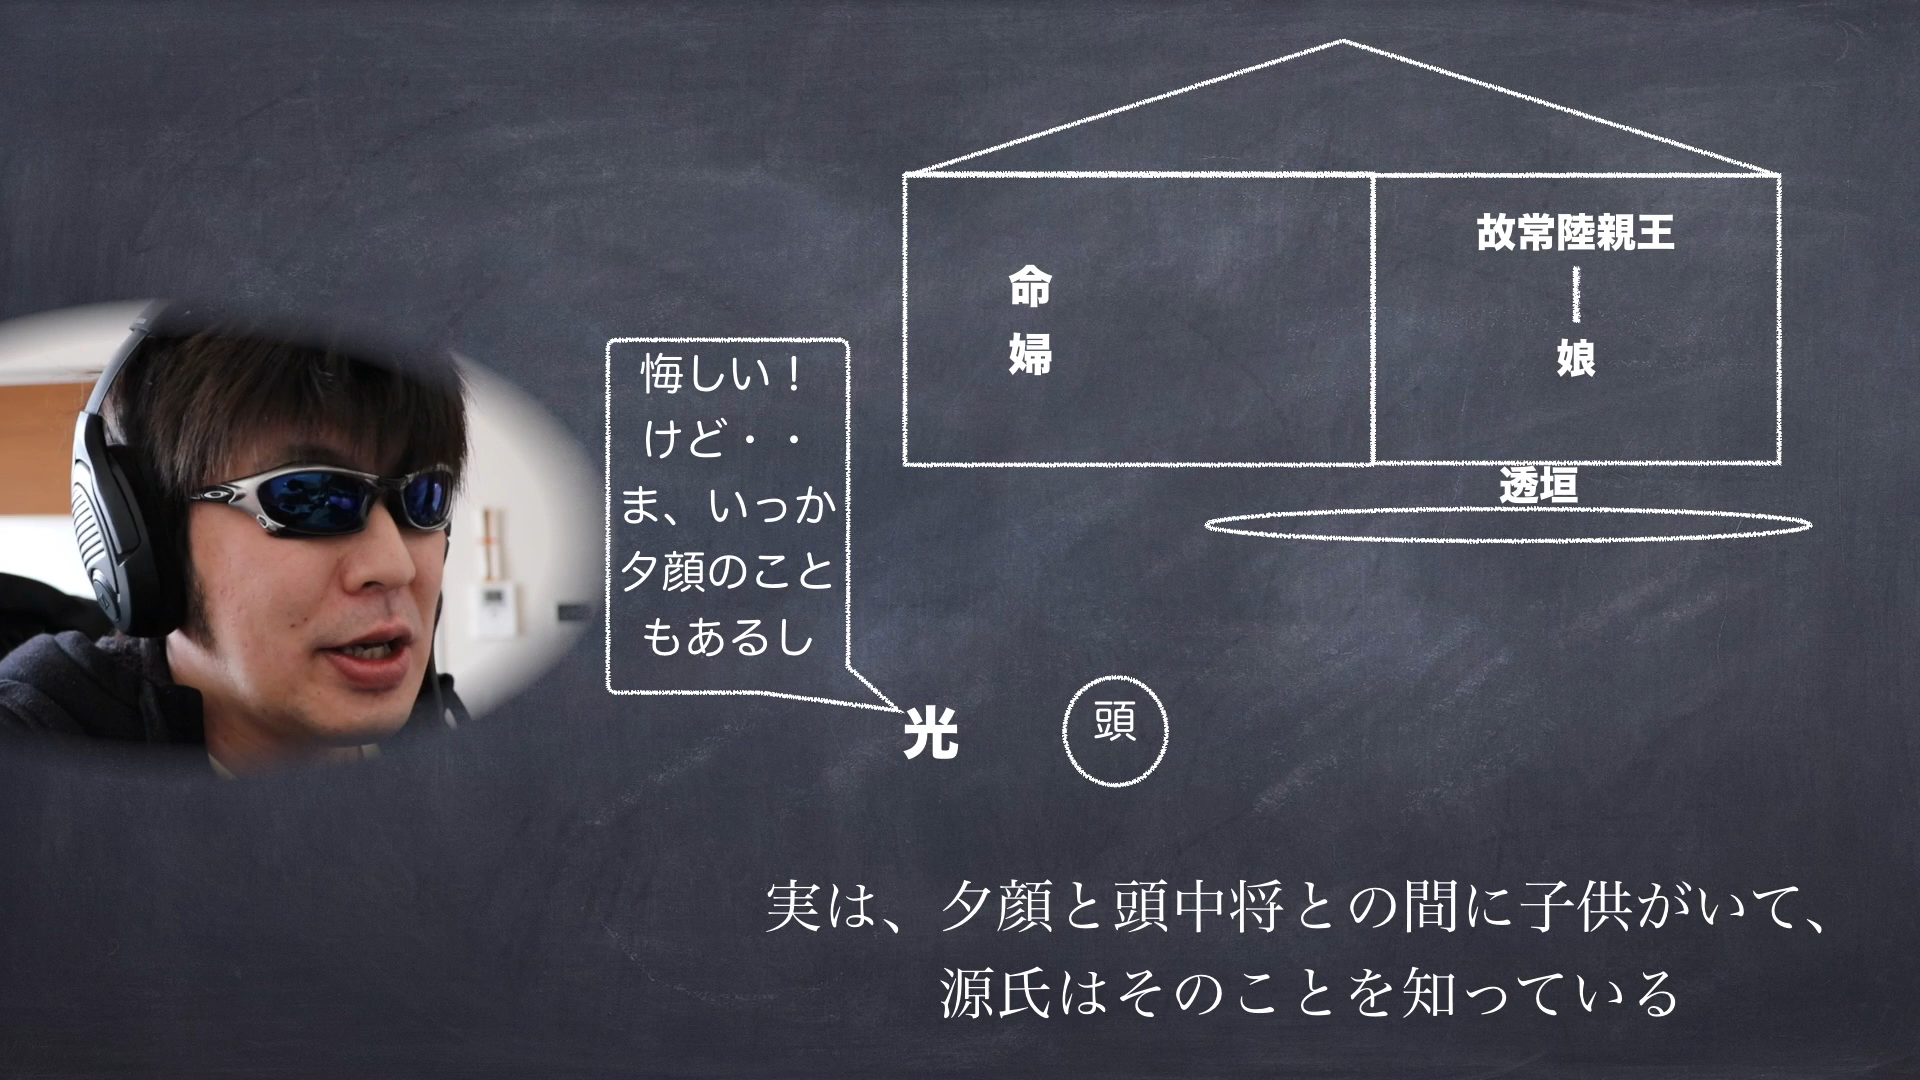 故常陸親王
娘
命
婦
透垣
悔しい！
けど・・
ま、いっか
夕顔のこと
もあるし
光
頭
実は、夕顔と頭中将との間に子供がいて、
源氏はそのことを知っている